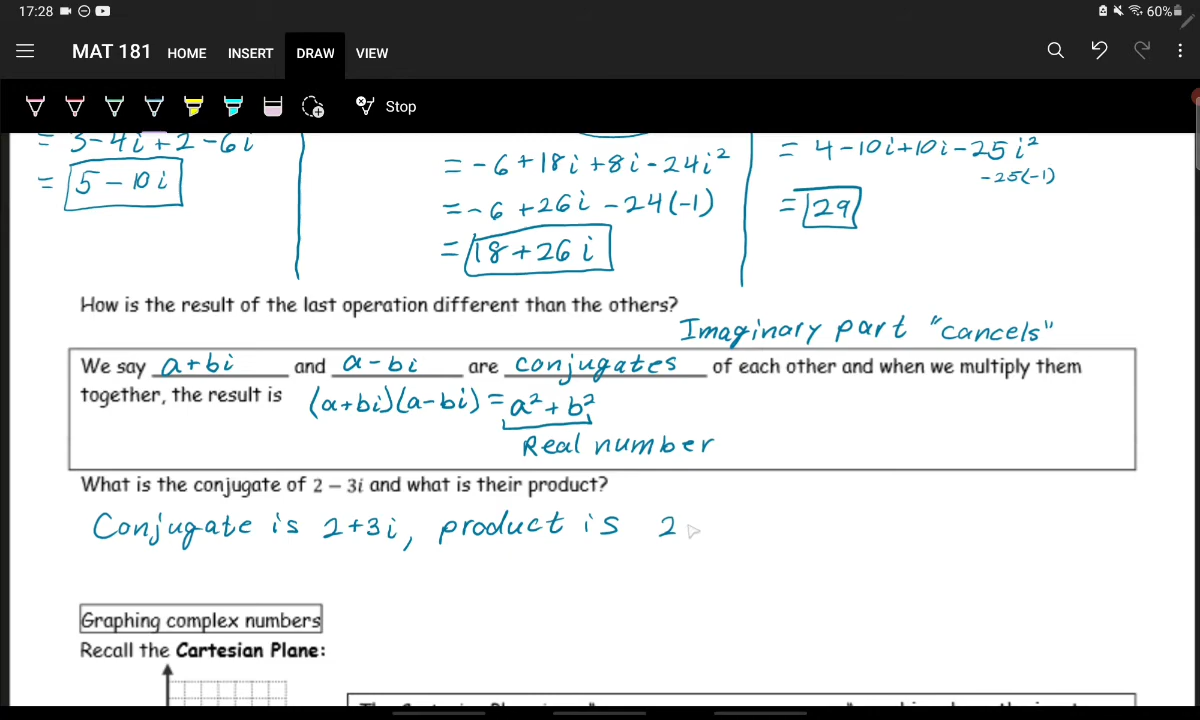 17:28 60%
MAT 181 HOME INSERT DRAW VIEW
Stop
= 3-4i+2-6i
= 5-10i
= -6+18i+8i-24i²
= -6+26i-24(-1)
= 18+26i
= 4-10i+10i-25i²
-25(-1)
= 29
How is the result of the last operation different than the others?
Imaginary part "cancels"
We say a+bi and a-bi are conjugates of each other and when we multiply them
together, the result is (a+bi)(a-bi) = a²+b²
Real number
What is the conjugate of 2 – 3i and what is their product?
Conjugate is 2+3i, product is 2
Graphing complex numbers
Recall the Cartesian Plane: